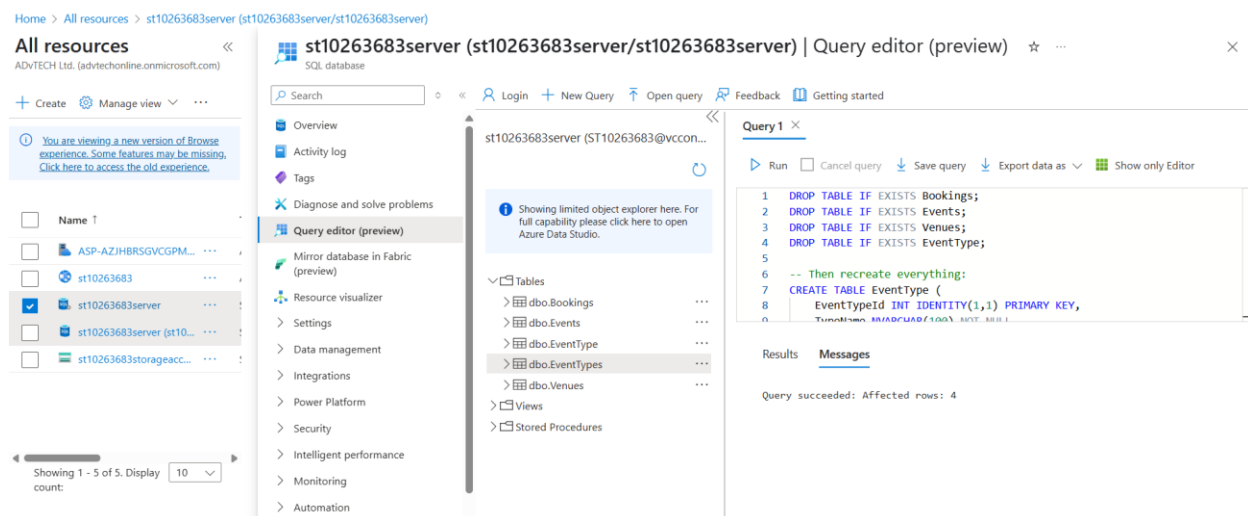 Home > All resources > st10263683server (st10263683server/st10263683server)
All resources «
ADvTECH Ltd. (advtechonline.onmicrosoft.com)
+ Create Manage view ···
You are viewing a new version of Browse
experience. Some features may be missing.
Click here to access the old experience.
Name ↑
ASP-AZJHBRSGVCGPM... ···
st10263683 ···
st10263683server ···
st10263683server (st10... ···
st10263683storageacc... ···
Showing 1 - 5 of 5. Display 10
count:
st10263683server (st10263683server/st10263683server) | Query editor (preview) ☆ ···
SQL database
Search
Overview
Activity log
Tags
Diagnose and solve problems
Query editor (preview)
Mirror database in Fabric
(preview)
Resource visualizer
> Settings
> Data management
> Integrations
> Power Platform
> Security
> Intelligent performance
> Monitoring
> Automation
Login + New Query Open query Feedback Getting started
st10263683server (ST10263683@vccon...
Showing limited object explorer here. For
full capability please click here to open
Azure Data Studio.
Tables
> dbo.Bookings ···
> dbo.Events ···
> dbo.EventType ···
> dbo.EventTypes ···
> dbo.Venues ···
> Views
> Stored Procedures
Query 1 ×
Run Cancel query Save query Export data as Show only Editor
1 DROP TABLE IF EXISTS Bookings;
2 DROP TABLE IF EXISTS Events;
3 DROP TABLE IF EXISTS Venues;
4 DROP TABLE IF EXISTS EventType;
5
6 -- Then recreate everything:
7 CREATE TABLE EventType (
8 EventTypeId INT IDENTITY(1,1) PRIMARY KEY,
9 TypeName NVARCHAR(100) NOT NULL
Results Messages
Query succeeded: Affected rows: 4